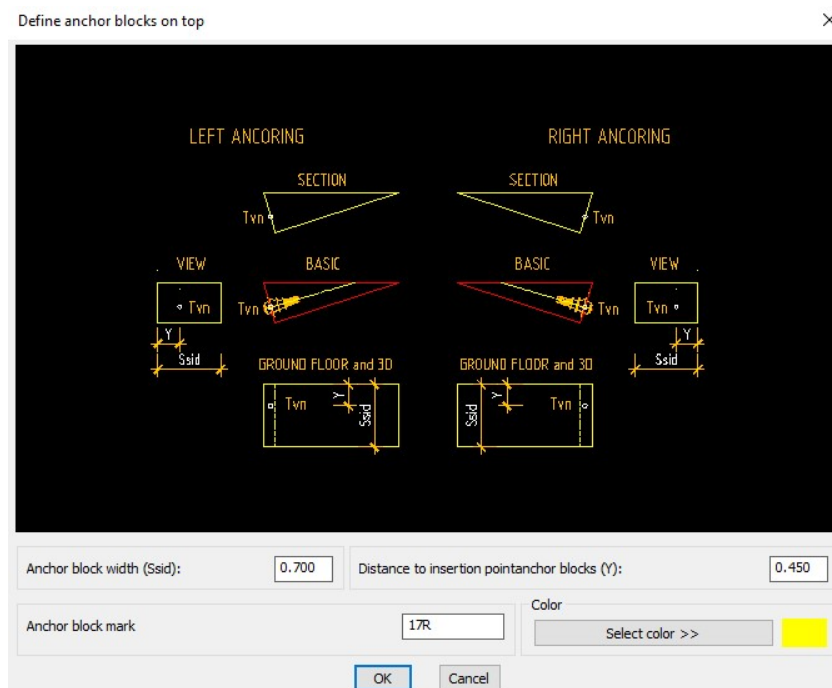 Define anchor blocks on top
LEFT ANCORING
RIGHT ANCORING
SECTION
SECTION
Tvn
Tvn
VIEW
BASIC
BASIC
VIEW
Tvn
Tvn
Tvn
Tvn
Y
Y
Ssid
Ssid
GROUND FLOOR and 3D
GROUND FLOOR and 3D
Tvn
Y
Ssid
Ssid
Y
Tvn
Anchor block width (Ssid):
0.700
Distance to insertion pointanchor blocks (Y):
0.450
Anchor block mark
17R
Color
Select color >>
OK
Cancel